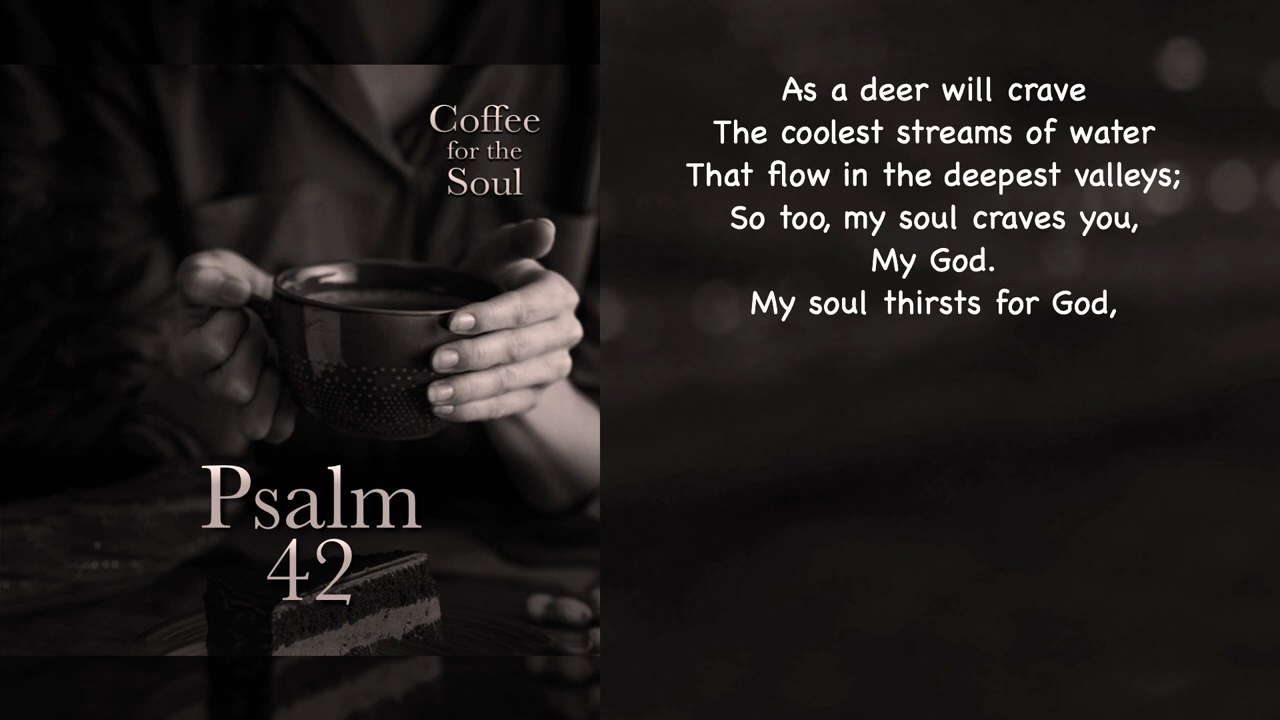 Coffee
for the
Soul
Psalm
42
As a deer will crave
The coolest streams of water
That flow in the deepest valleys;
So too, my soul craves you,
My God.
My soul thirsts for God,